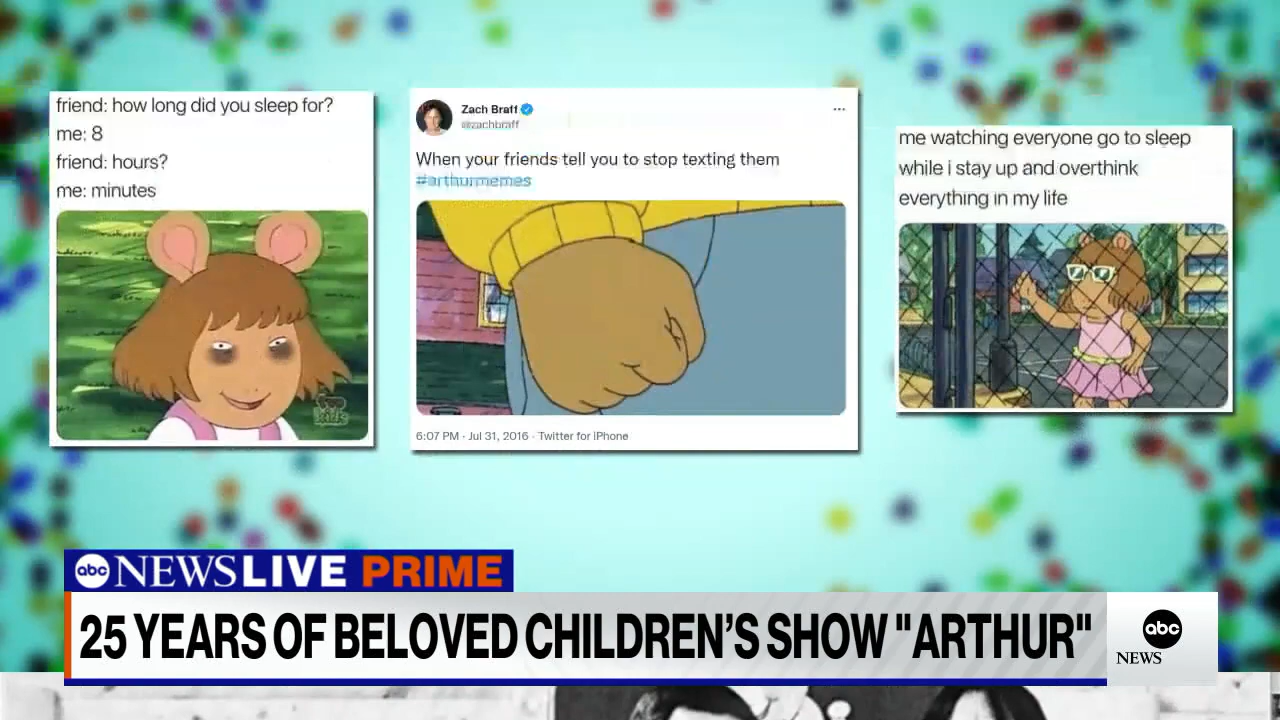 friend: how long did you sleep for?
me: 8
friend: hours?
me: minutes
Zach Braff
@zachbraff
When your friends tell you to stop texting them
#arthurmemes
6:07 PM · Jul 31, 2016 · Twitter for iPhone
me watching everyone go to sleep
while i stay up and overthink
everything in my life
abc NEWS LIVE PRIME
25 YEARS OF BELOVED CHILDREN'S SHOW "ARTHUR"
abc
NEWS